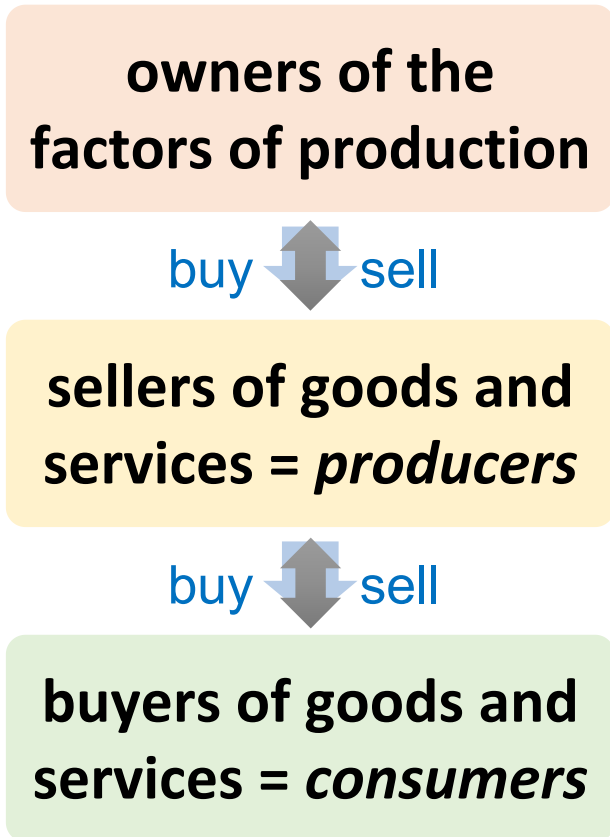 owners of the
factors of production
buy sell
sellers of goods and
services = producers
buy sell
buyers of goods and
services = consumers